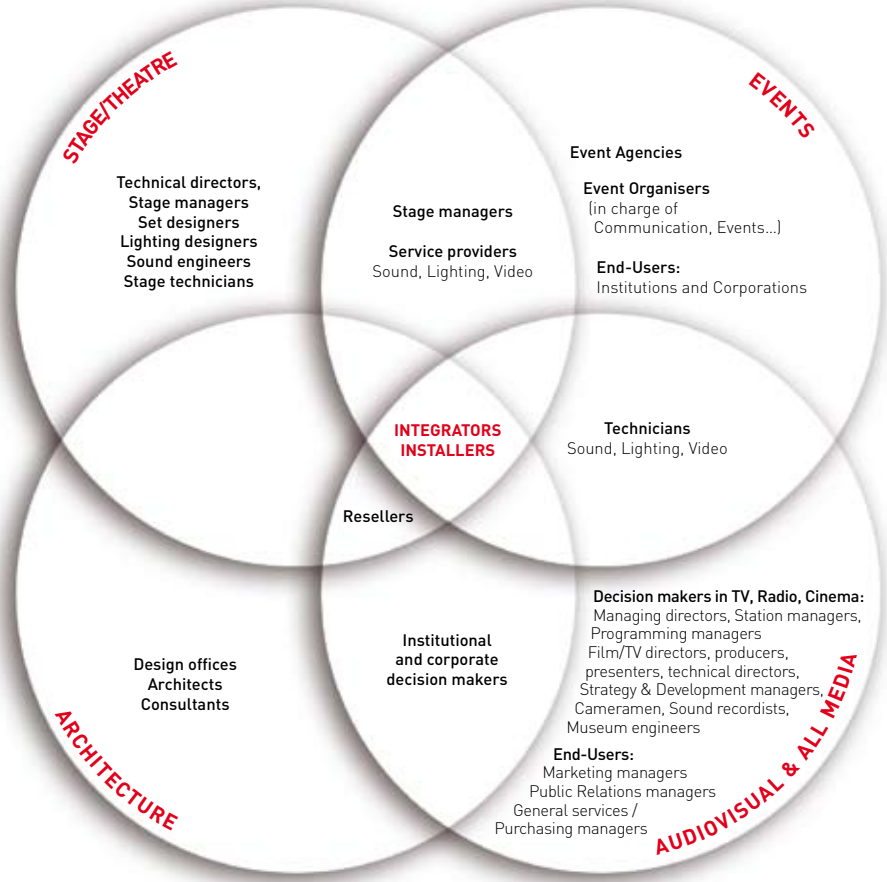 STAGE/THEATRE
Technical directors,
Stage managers
Set designers
Lighting designers
Sound engineers
Stage technicians
Stage managers
Service providers
Sound, Lighting, Video
EVENTS
Event Agencies
Event Organisers
(in charge of
Communication, Events...)
End-Users:
Institutions and Corporations
INTEGRATORS
INSTALLERS
Technicians
Sound, Lighting, Video
Resellers
ARCHITECTURE
Design offices
Architects
Consultants
Institutional
and corporate
decision makers
Decision makers in TV, Radio, Cinema:
Managing directors, Station managers,
Programming managers
Film/TV directors, producers,
presenters, technical directors,
Strategy & Development managers,
Cameramen, Sound recordists,
Museum engineers
End-Users:
Marketing managers
Public Relations managers
General services /
Purchasing managers
AUDIOVISUAL & ALL MEDIA